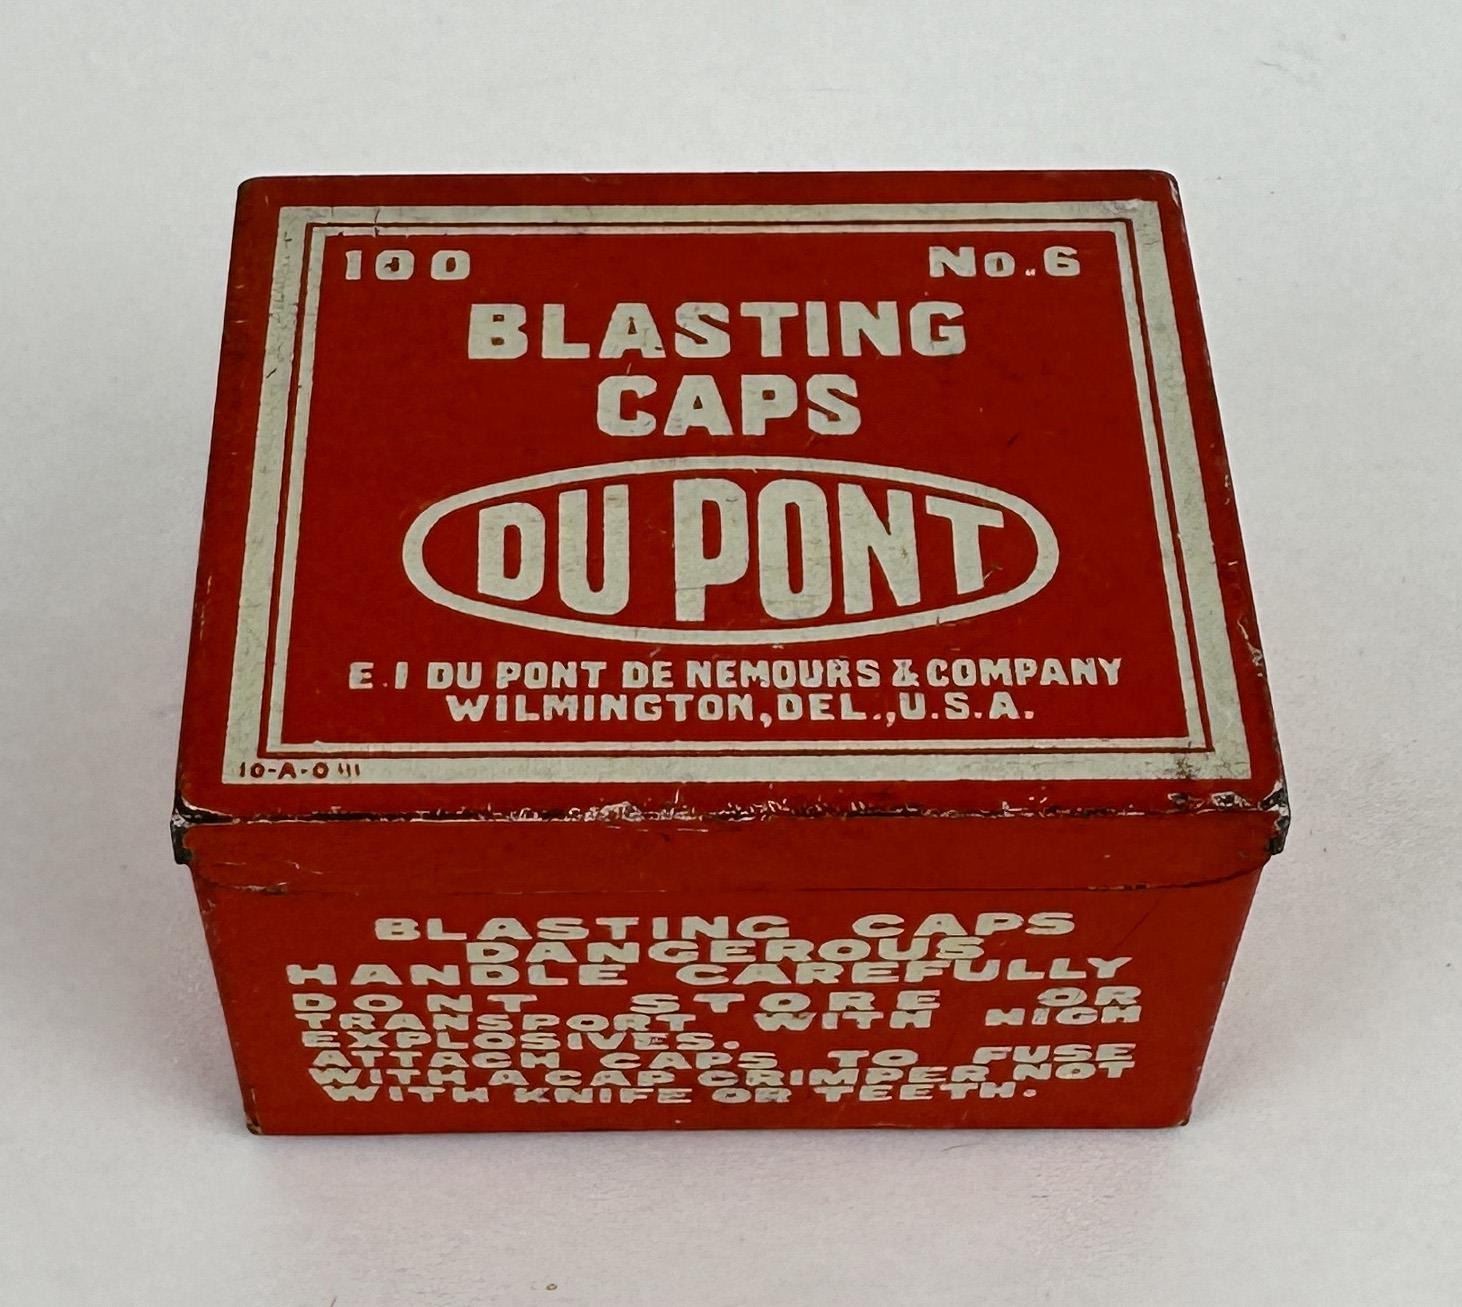 100 No.6
BLASTING
CAPS
DU PONT
E.I DU PONT DE NEMOURS & COMPANY
WILMINGTON, DEL., U.S.A.
10-A-0
BLASTING CAPS
DANGEROUS
HANDLE CAREFULLY
DONT STORE OR
TRANSPORT WITH HIGH
EXPLOSIVES.
ATTACH CAPS TO FUSE
WITH A CAP CRIMPER NOT
WITH KNIFE OR TEETH.